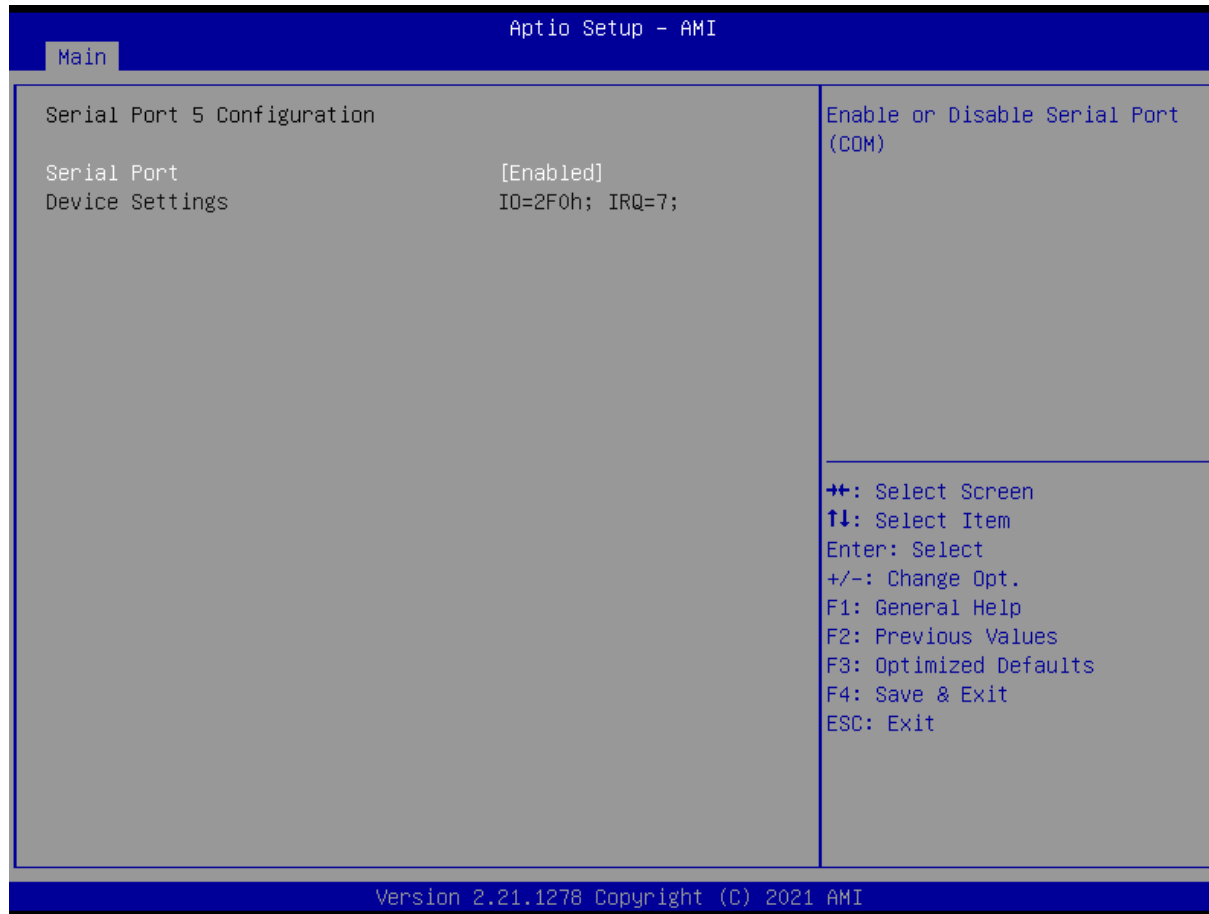 Aptio Setup – AMI
Main
Serial Port 5 Configuration
Serial Port [Enabled]
Device Settings IO=2F0h; IRQ=7;
Enable or Disable Serial Port
(COM)
→←: Select Screen
↑↓: Select Item
Enter: Select
+/-: Change Opt.
F1: General Help
F2: Previous Values
F3: Optimized Defaults
F4: Save & Exit
ESC: Exit
Version 2.21.1278 Copyright (C) 2021 AMI